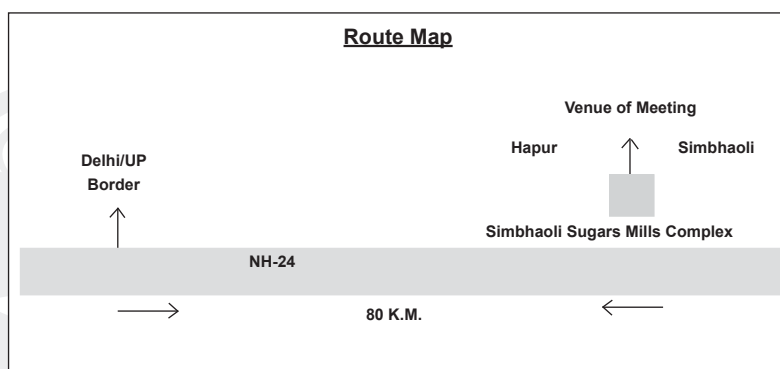 Route Map
Venue of Meeting
Hapur
Simbhaoli
Delhi/UP
Border
Simbhaoli Sugars Mills Complex
NH-24
80 K.M.